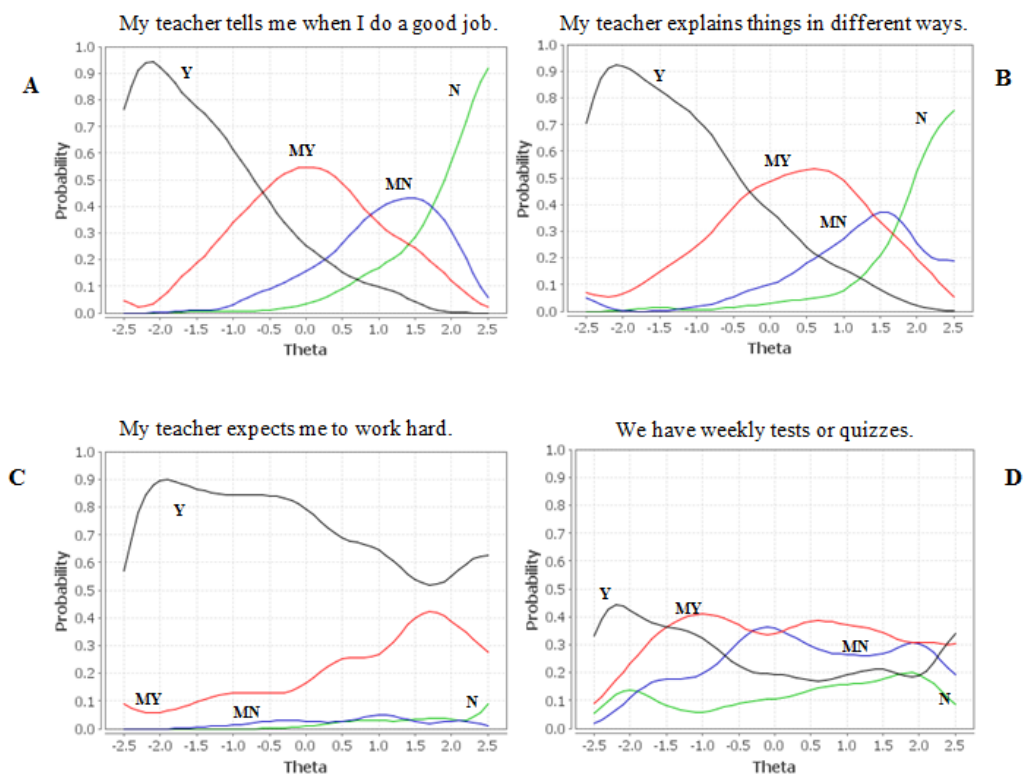 My teacher tells me when I do a good job.
My teacher explains things in different ways.
A
1.0
0.9
0.8
0.7
0.6
0.5
0.4
0.3
0.2
0.1
0.0
Probability
Y
MY
MN
N
-2.5 -2.0 -1.5 -1.0 -0.5 0.0 0.5 1.0 1.5 2.0 2.5
Theta
B
1.0
0.9
0.8
0.7
0.6
0.5
0.4
0.3
0.2
0.1
0.0
Probability
Y
MY
MN
N
-2.5 -2.0 -1.5 -1.0 -0.5 0.0 0.5 1.0 1.5 2.0 2.5
Theta
My teacher expects me to work hard.
We have weekly tests or quizzes.
C
1.0
0.9
0.8
0.7
0.6
0.5
0.4
0.3
0.2
0.1
0.0
Probability
Y
MY
MN
N
-2.5 -2.0 -1.5 -1.0 -0.5 0.0 0.5 1.0 1.5 2.0 2.5
Theta
D
1.0
0.9
0.8
0.7
0.6
0.5
0.4
0.3
0.2
0.1
0.0
Probability
Y
MY
MN
N
-2.5 -2.0 -1.5 -1.0 -0.5 0.0 0.5 1.0 1.5 2.0 2.5
Theta